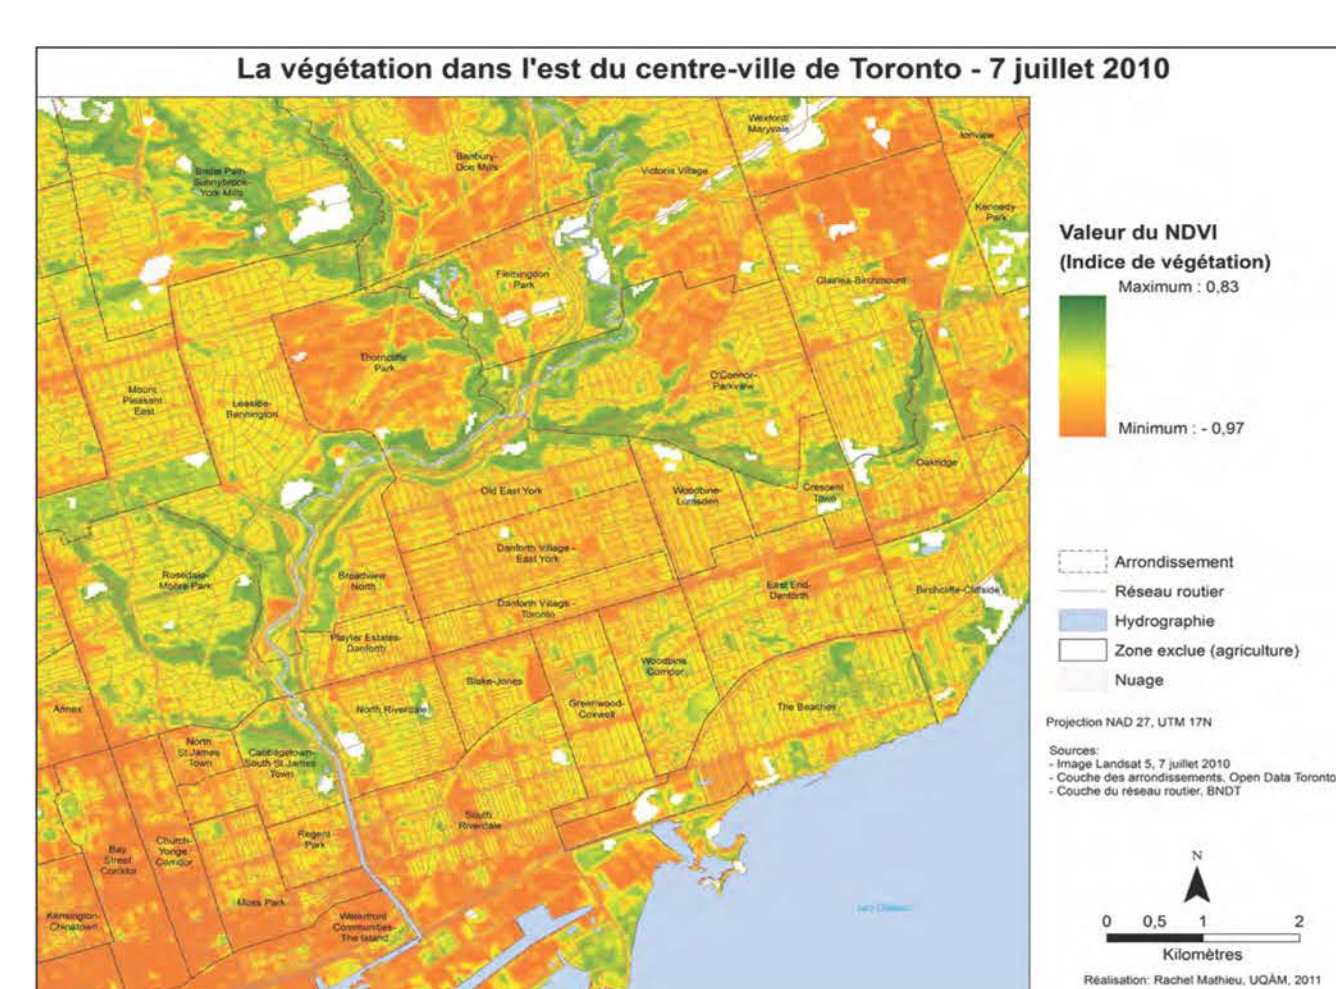 La végétation dans l'est du centre-ville de Toronto - 7 juillet 2010
Wexford/
Maryvale
Ionview
Banbury-
Don Mills
Victoria Village
Bridle Path-
Sunnybrook-
York Mills
Kennedy
Park
Flemingdon
Park
Clairlea-Birchmount
Thorncliffe
Park
O'Connor-
Parkview
Mount
Pleasant
East
Leaside-
Bennington
Oakridge
Old East York
Woodbine-
Lumsden
Crescent
Town
Danforth Village -
East York
Rosedale-
Moore Park
Broadview
North
East End-
Danforth
Birchcliffe-Cliffside
Danforth Village -
Toronto
Playter Estates-
Danforth
Woodbine
Corridor
Blake-Jones
Annex
North Riverdale
Greenwood-
Coxwell
The Beaches
North
St.James
Town
Cabbagetown-
South St.James
Town
South
Riverdale
Regent
Park
Church-
Yonge
Corridor
Bay
Street
Corridor
Moss Park
Kensington-
Chinatown
Waterfront
Communities-
The Island
Valeur du NDVI
(Indice de végétation)
Maximum : 0,83
Minimum : - 0,97
Arrondissement
Réseau routier
Hydrographie
Zone exclue (agriculture)
Nuage
Projection NAD 27, UTM 17N
Sources:
- Image Landsat 5, 7 juillet 2010
- Couche des arrondissements, Open Data Toronto
- Couche du réseau routier, BNDT
N
0 0,5 1 2
Kilomètres
Réalisation: Rachel Mathieu, UQÀM, 2011